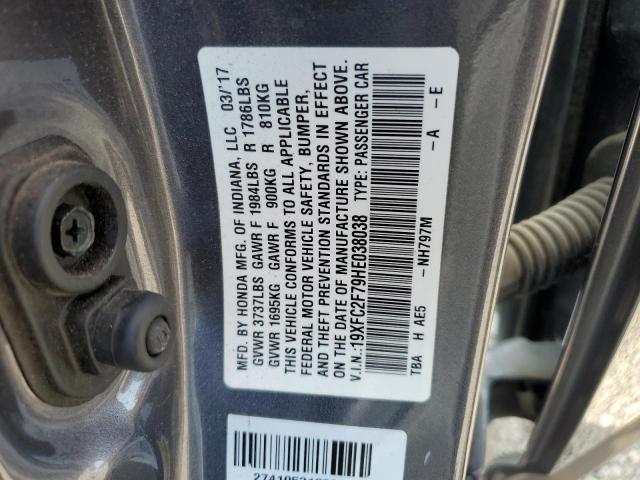 MFD. BY HONDA MFG. OF INDIANA, LLC 03/'17
GVWR 3737LBS GAWR F 1984LBS R 1786LBS
GVWR 1695KG GAWR F 900KG R 810KG
THIS VEHICLE CONFORMS TO ALL APPLICABLE
FEDERAL MOTOR VEHICLE SAFETY, BUMPER,
AND THEFT PREVENTION STANDARDS IN EFFECT
ON THE DATE OF MANUFACTURE SHOWN ABOVE.
V.I.N.:19XFC2F79HE038038 TYPE: PASSENGER CAR
TBA H AE5 -NH797M -A -E